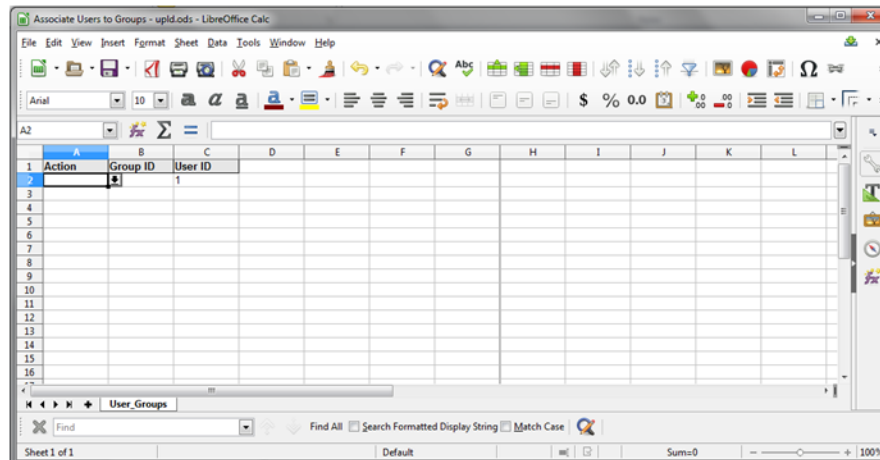 Associate Users to Groups - upld.ods - LibreOffice Calc
File Edit View Insert Format Sheet Data Tools Window Help
Abc
Arial 10 a a a a $ % 0.0
A2
A B C D E F G H I J K L
1 Action Group ID User ID
2 1
3
4
5
6
7
8
9
10
11
12
13
14
15
16
User_Groups
Find Find All Search Formatted Display String Match Case
Sheet 1 of 1 Default Sum=0 100%